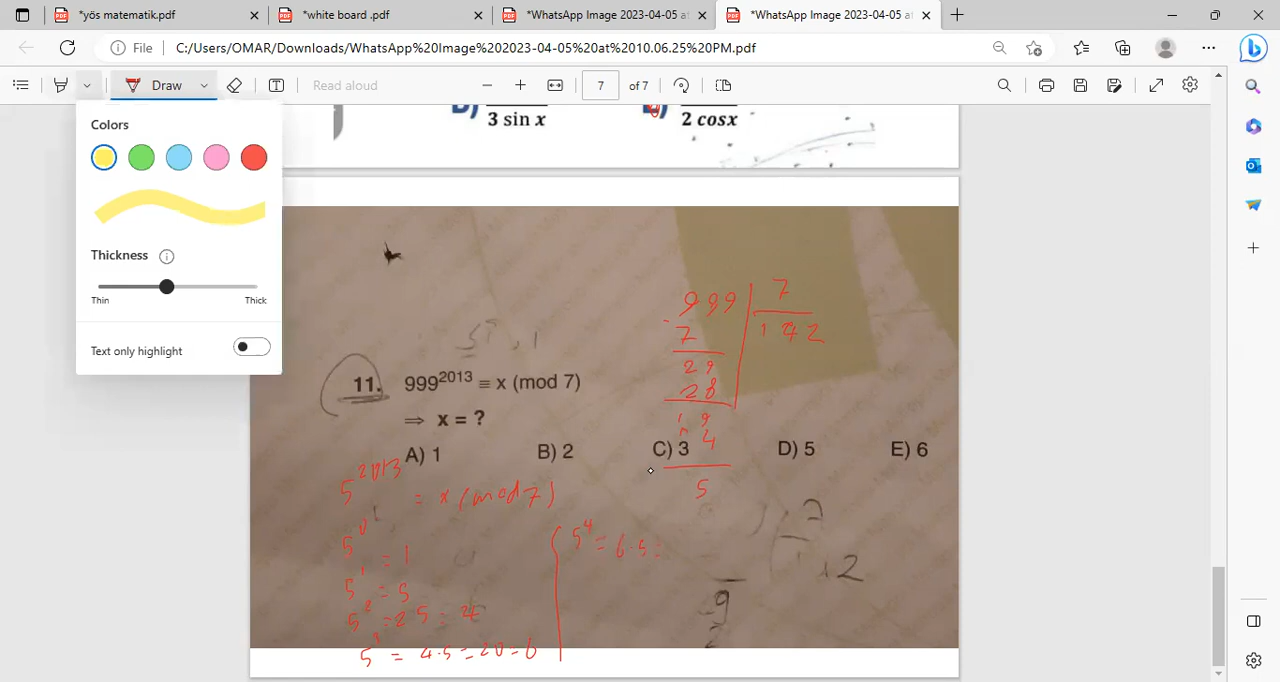 *yös matematik.pdf
*white board .pdf
*WhatsApp Image 2023-04-05 at
*WhatsApp Image 2023-04-05 at
File
C:/Users/OMAR/Downloads/WhatsApp%20Image%202023-04-05%20at%2010.06.25%20PM.pdf
Draw
Read aloud
7
of 7
Colors
Thickness
Thin
Thick
Text only highlight
3 sin x
2 cosx
999 7
7 142
29
28
19
14
5
11. 999^2013 ≡ x (mod 7)
⇒ x = ?
A) 1 B) 2 C) 3 D) 5 E) 6
5^2013 = x (mod 7)
5^0 = 1
5^1 = 5
5^2 = 25 = 4
5^3 = 4.5 = 20 = 6
5^4 = 6.5 =